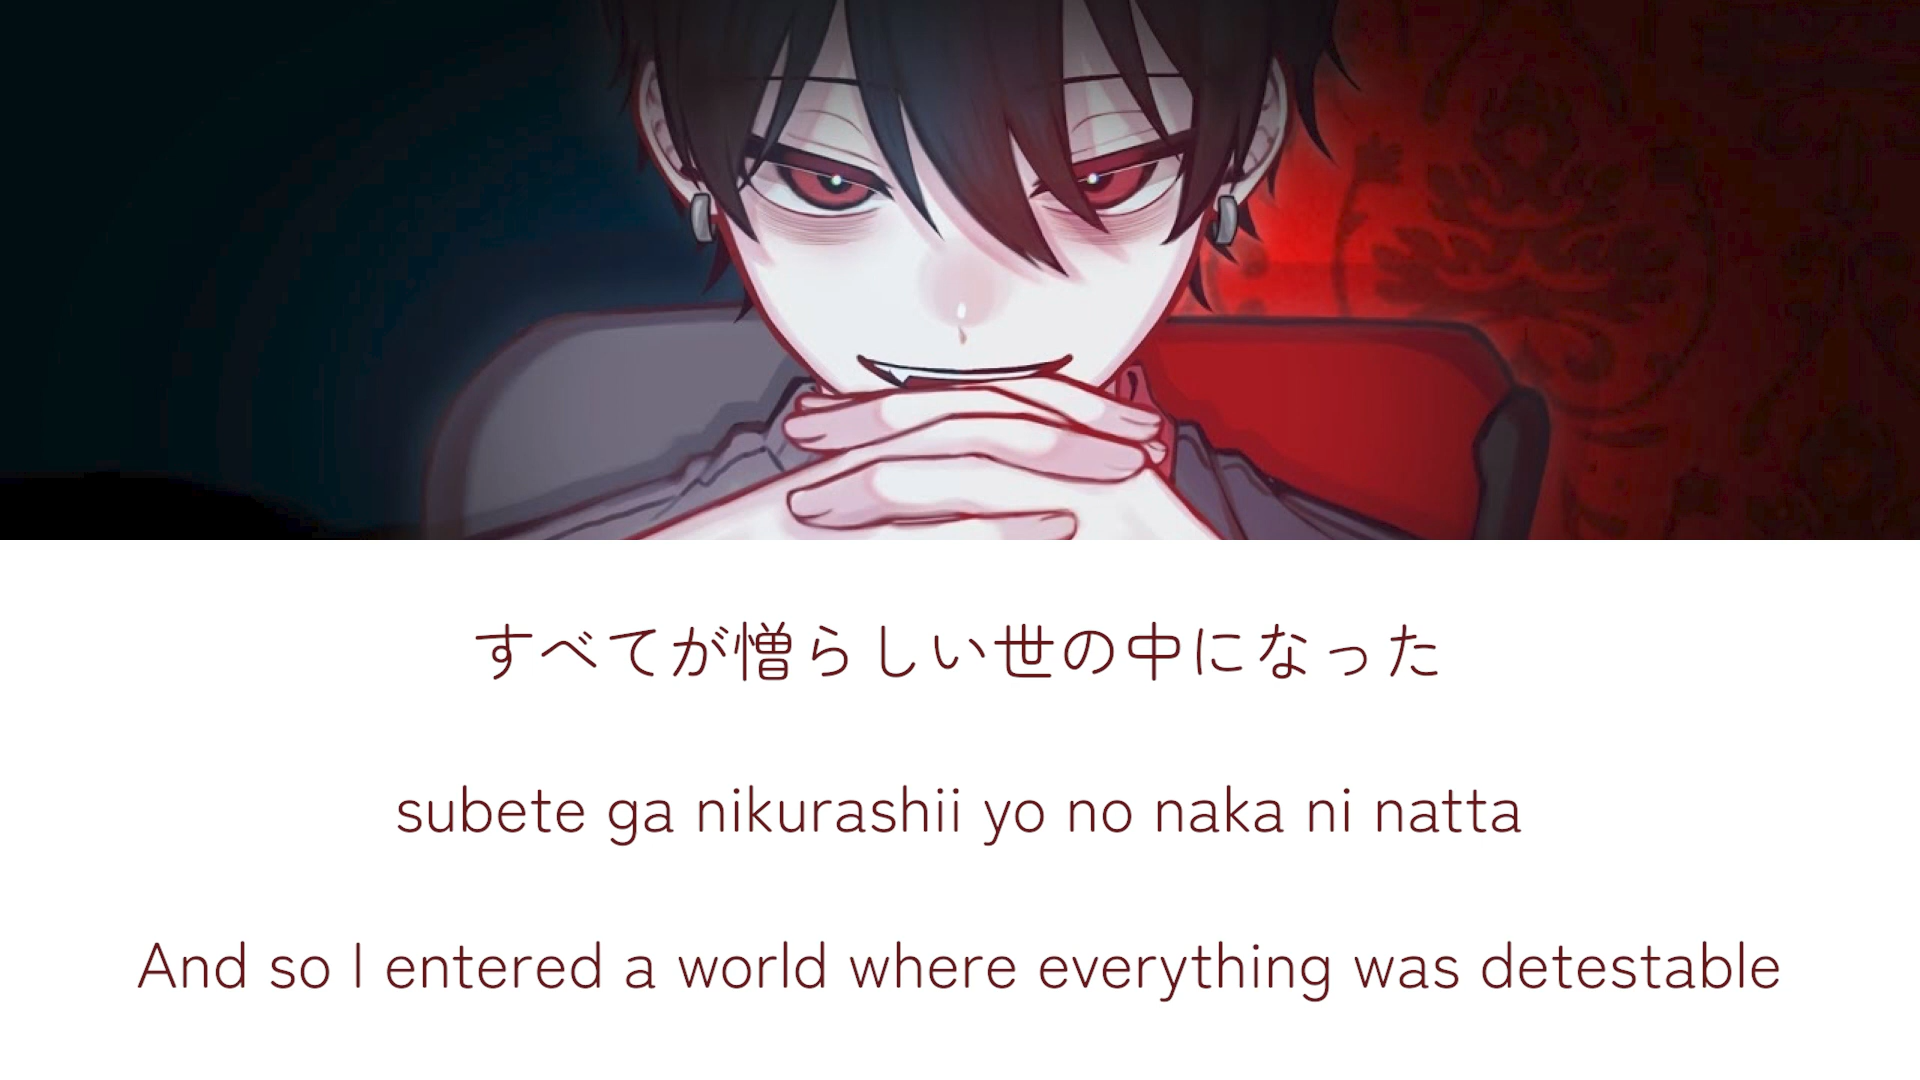 すべてが憎らしい世の中になった
subete ga nikurashii yo no naka ni natta
And so I entered a world where everything was detestable